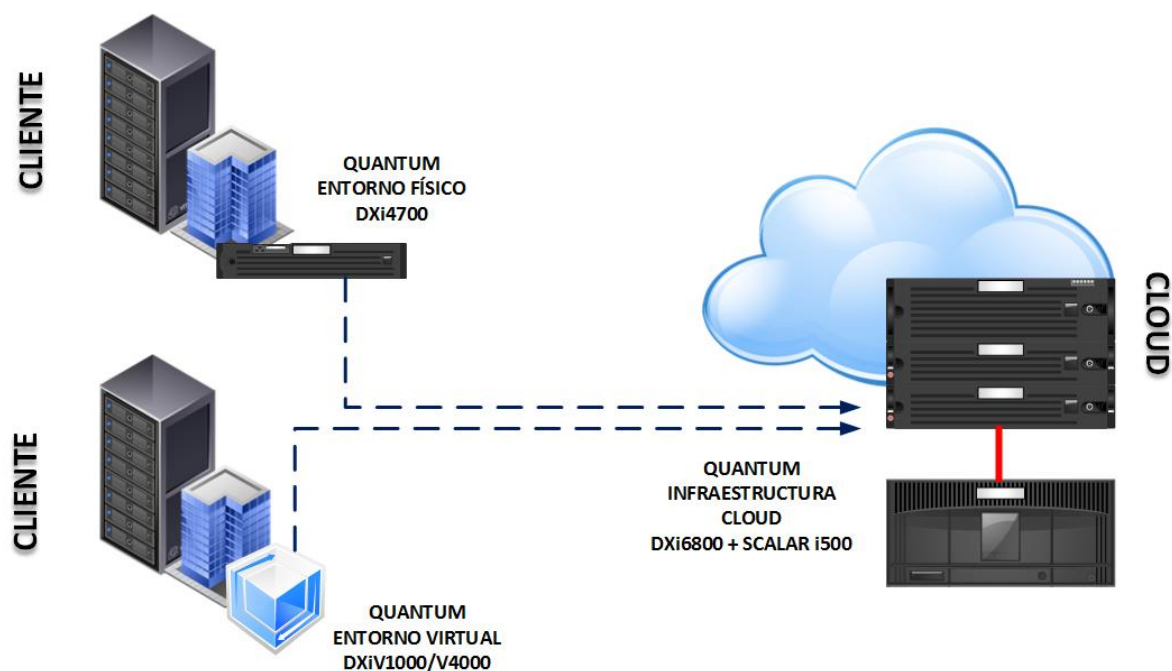 CLIENTE
QUANTUM
ENTORNO FÍSICO
DXi4700
CLOUD
CLIENTE
QUANTUM
INFRAESTRUCTURA
CLOUD
DXi6800 + SCALAR i500
QUANTUM
ENTORNO VIRTUAL
DXiV1000/V4000